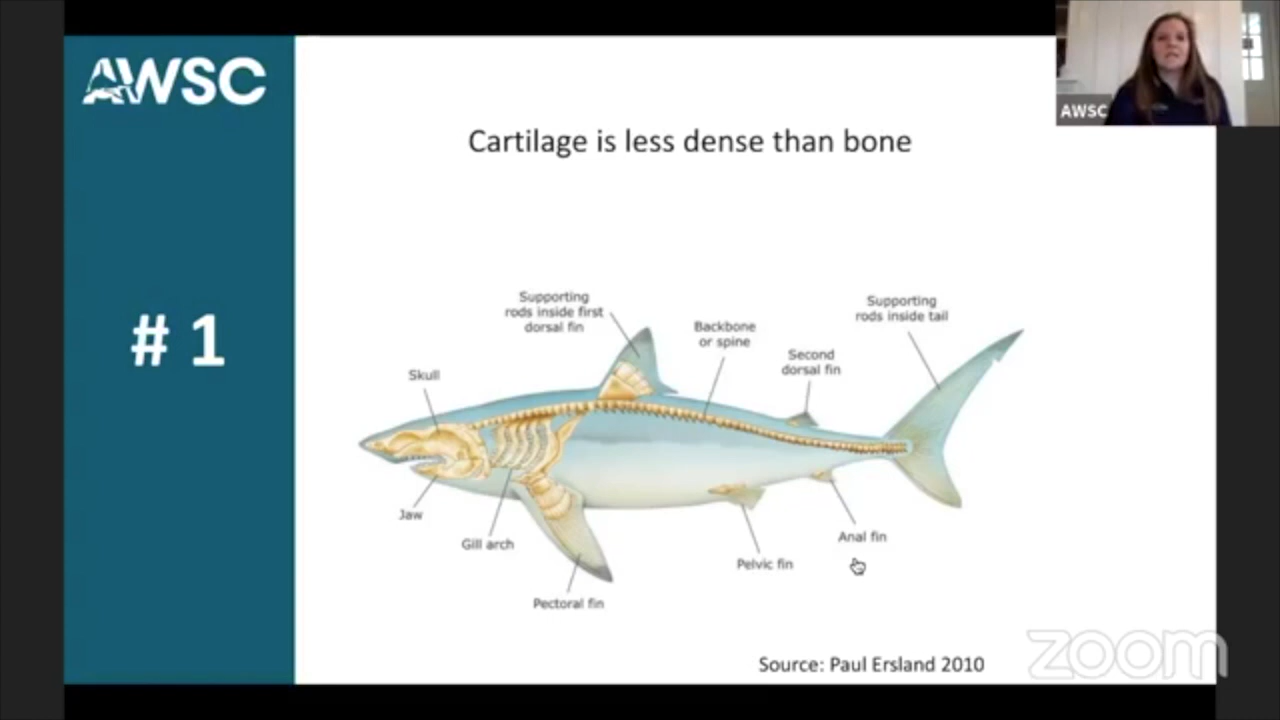 AWSC
AWSC
Cartilage is less dense than bone
# 1
Supporting
rods inside first
dorsal fin
Backbone
or spine
Second
dorsal fin
Supporting
rods inside tail
Skull
Jaw
Gill arch
Pectoral fin
Pelvic fin
Anal fin
Source: Paul Ersland 2010
zoom